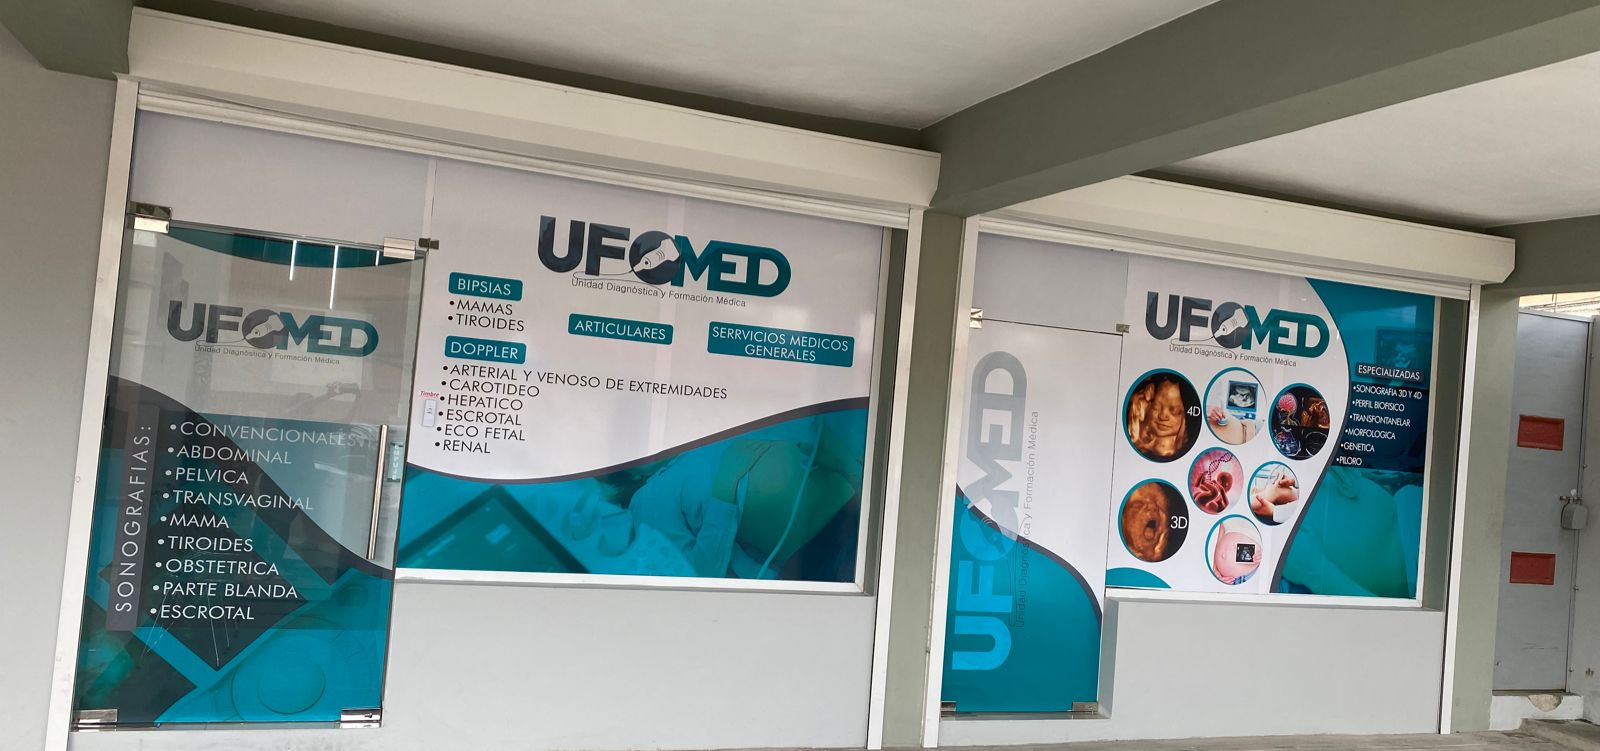 UFOMED
Unidad Diagnóstica y Formación Médica
SONOGRAFIAS:
•CONVENCIONALES
•ABDOMINAL
•PELVICA
•TRANSVAGINAL
•MAMA
•TIROIDES
•OBSTETRICA
•PARTE BLANDA
•ESCROTAL
UFOMED
Unidad Diagnóstica y Formación Médica
BIPSIAS
•MAMAS
•TIROIDES
ARTICULARES
SERRVICIOS MEDICOS
GENERALES
DOPPLER
•ARTERIAL Y VENOSO DE EXTREMIDADES
•CAROTIDEO
•HEPATICO
•ESCROTAL
•ECO FETAL
•RENAL
Timbre
UFOMED
Unidad Diagnóstica y Formación Médica
UFOMED
Unidad Diagnóstica y Formación Médica
4D
3D
ESPECIALIZADAS
•SONOGRAFIA 3D Y 4D
•PERFIL BIOFISICO
•TRANSFONTANELAR
•MORFOLOGICA
•GENETICA
•PILORO